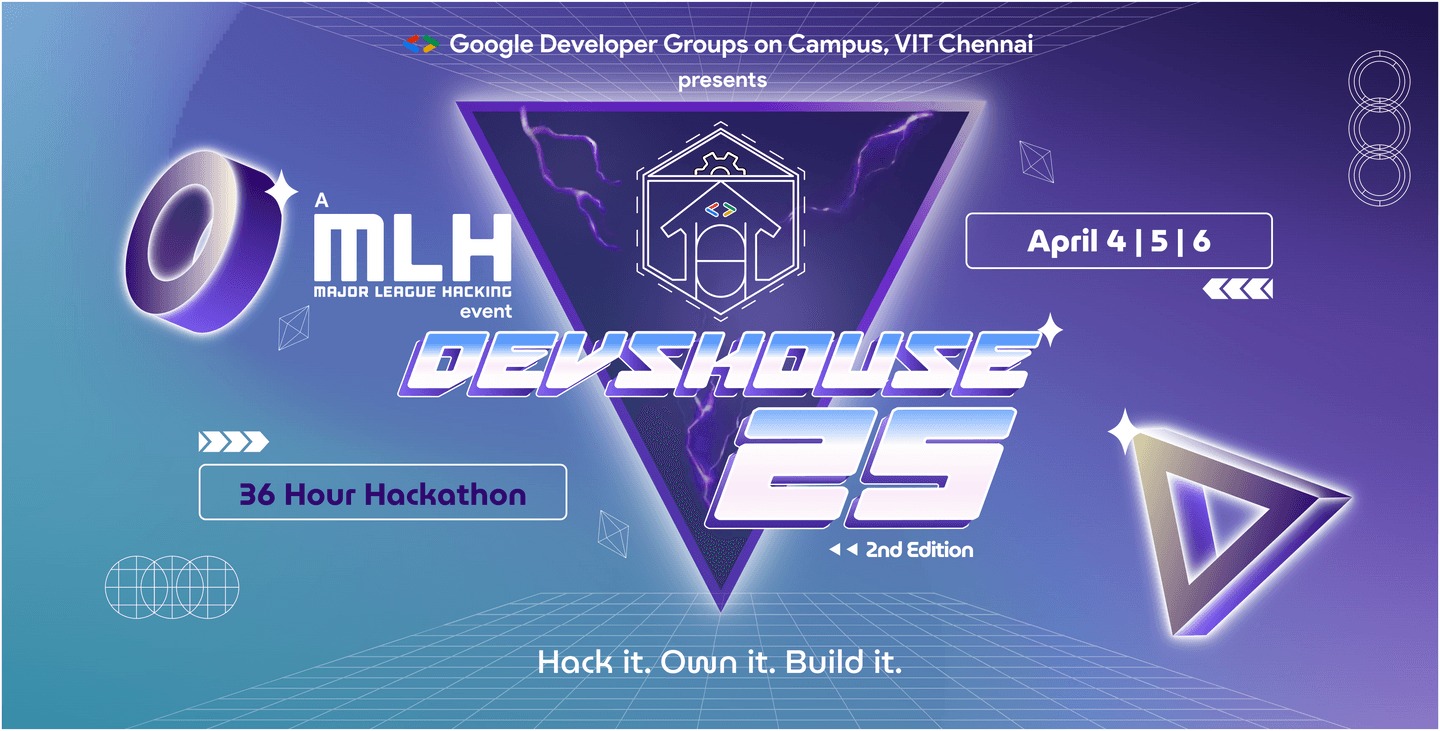 Google Developer Groups on Campus, VIT Chennai
presents
A
MLH
MAJOR LEAGUE HACKING
event
April 4 | 5 | 6
DEVSHOUSE
25
36 Hour Hackathon
2nd Edition
Hack it. Own it. Build it.